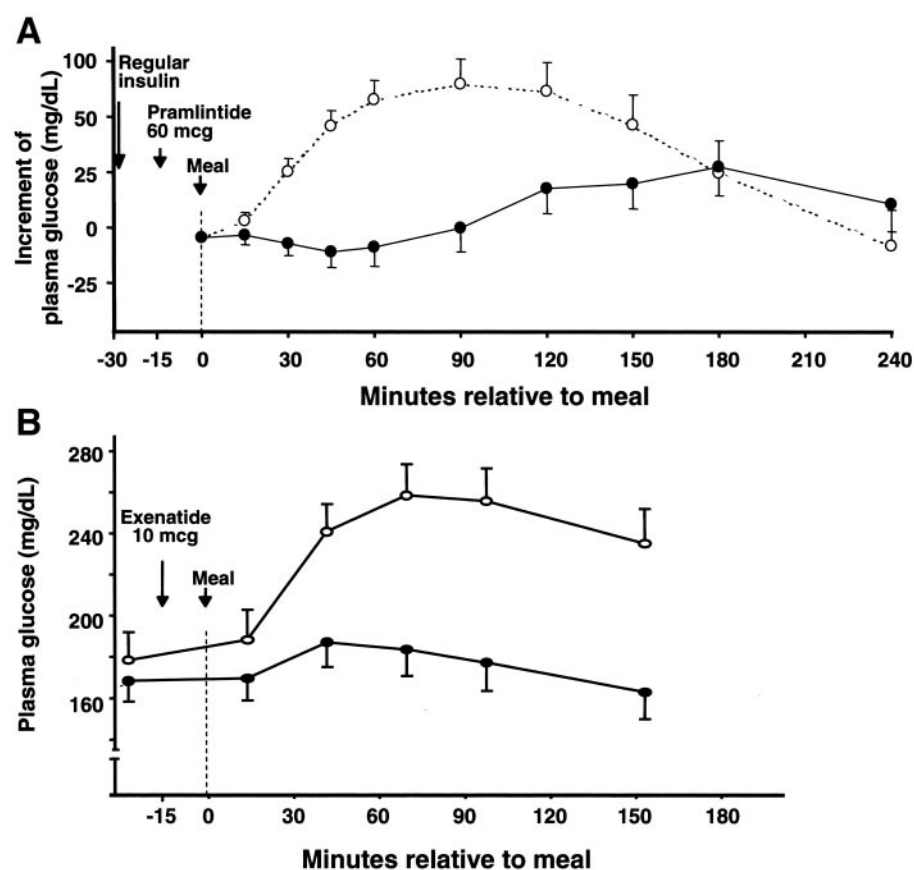 A
Increment of
plasma glucose (mg/dL)
100
50
25
0
-25
Regular
insulin
Pramlintide
60 mcg
Meal
-30 -15 0 30 60 90 120 150 180 210 240
Minutes relative to meal
B
Plasma glucose (mg/dL)
280
240
200
160
Exenatide
10 mcg
Meal
-15 0 30 60 90 120 150 180
Minutes relative to meal